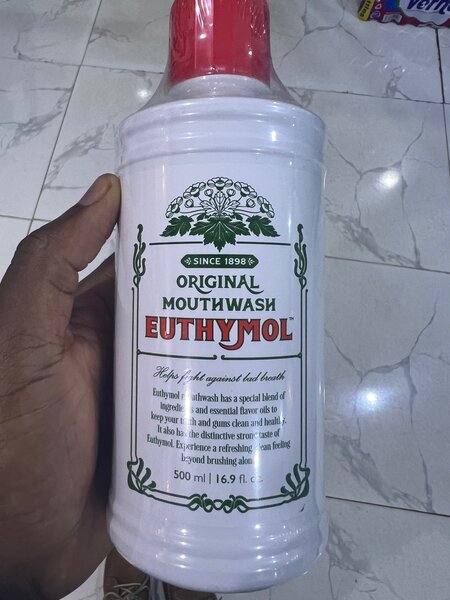 Vern
SINCE 1898
ORIGINAL
MOUTHWASH
EUTHYMOL™
Helps fight against bad breath
Euthymol mouthwash has a special blend of
ingredients and essential flavor oils to
keep your teeth and gums clean and healthy.
It also has the distinctive strong taste of
Euthymol. Experience a refreshing clean feeling
beyond brushing alone
500 ml | 16.9 fl. oz.